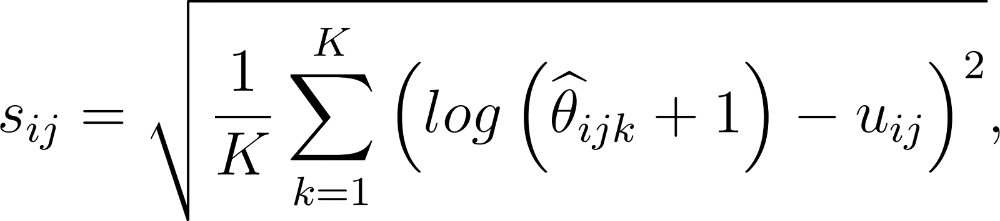 s_{ij} = \sqrt{\frac{1}{K} \sum_{k=1}^{K} \left( log \left( \widehat{\theta}_{ijk} + 1 \right) - u_{ij} \right)^2},